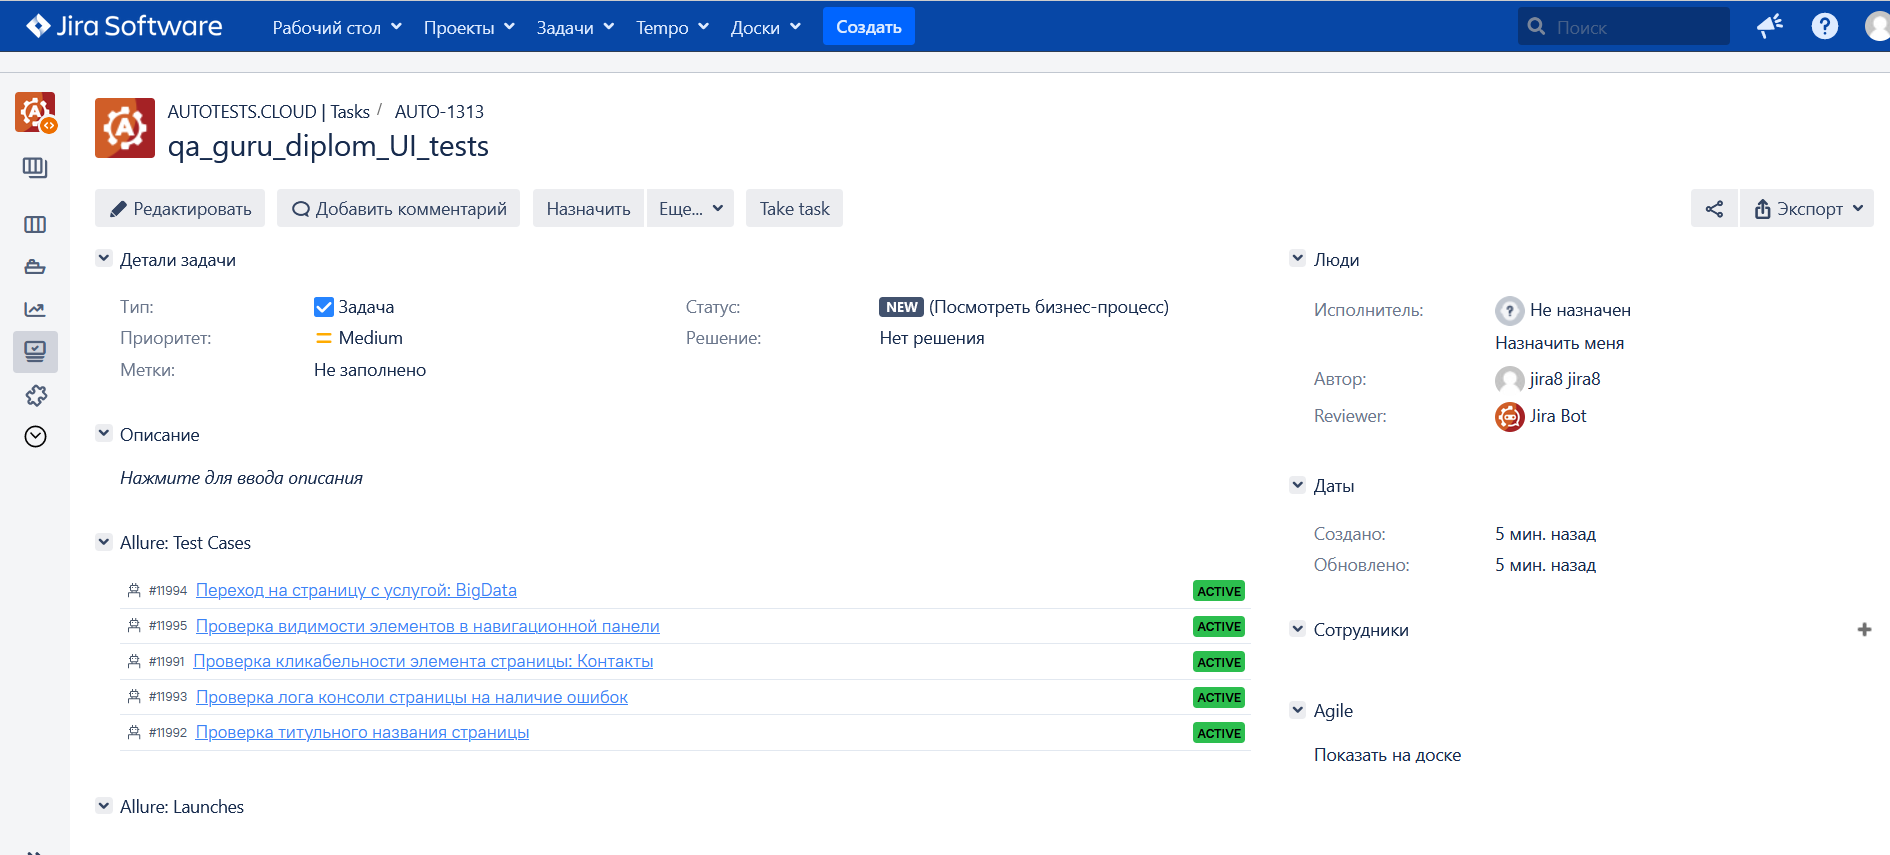 Jira Software
Рабочий стол
Проекты
Задачи
Tempo
Доски
Создать
Поиск
AUTOTESTS.CLOUD | Tasks / AUTO-1313
qa_guru_diplom_UI_tests
Редактировать
Добавить комментарий
Назначить
Еще...
Take task
Экспорт
Детали задачи
Тип: Задача
Статус: NEW (Посмотреть бизнес-процесс)
Приоритет: Medium
Решение: Нет решения
Метки: Не заполнено
Описание
Нажмите для ввода описания
Allure: Test Cases
#11994 Переход на страницу с услугой: BigData ACTIVE
#11995 Проверка видимости элементов в навигационной панели ACTIVE
#11991 Проверка кликабельности элемента страницы: Контакты ACTIVE
#11993 Проверка лога консоли страницы на наличие ошибок ACTIVE
#11992 Проверка титульного названия страницы ACTIVE
Allure: Launches
Люди
Исполнитель: Не назначен
Назначить меня
Автор: jira8 jira8
Reviewer: Jira Bot
Даты
Создано: 5 мин. назад
Обновлено: 5 мин. назад
Сотрудники
Agile
Показать на доске